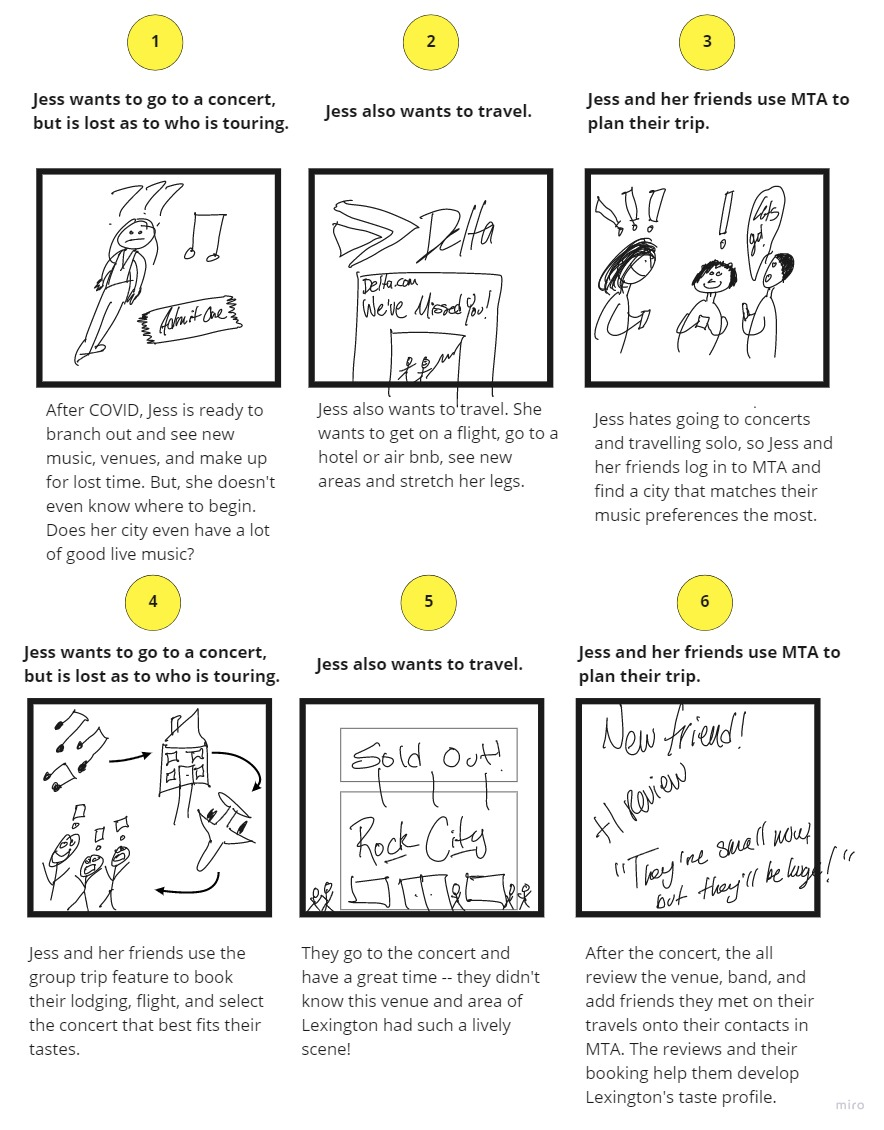 1
Jess wants to go to a concert,
but is lost as to who is touring.
???
Admit One
After COVID, Jess is ready to
branch out and see new
music, venues, and make up
for lost time. But, she doesn't
even know where to begin.
Does her city even have a lot
of good live music?
2
Jess also wants to travel.
Delta
Delta.com
We've Missed You!
Jess also wants to travel. She
wants to get on a flight, go to a
hotel or air bnb, see new
areas and stretch her legs.
3
Jess and her friends use MTA to
plan their trip.
!!!
!
Lets
go!
Jess hates going to concerts
and travelling solo, so Jess and
her friends log in to MTA and
find a city that matches their
music preferences the most.
4
Jess wants to go to a concert,
but is lost as to who is touring.
Jess and her friends use the
group trip feature to book
their lodging, flight, and select
the concert that best fits their
tastes.
5
Jess also wants to travel.
Sold Out!
Rock City
They go to the concert and
have a great time -- they didn't
know this venue and area of
Lexington had such a lively
scene!
6
Jess and her friends use MTA to
plan their trip.
New friend!
+1 Review
"They're small now,
but they'll be huge!"
After the concert, the all
review the venue, band, and
add friends they met on their
travels onto their contacts in
MTA. The reviews and their
booking help them develop
Lexington's taste profile.
miro